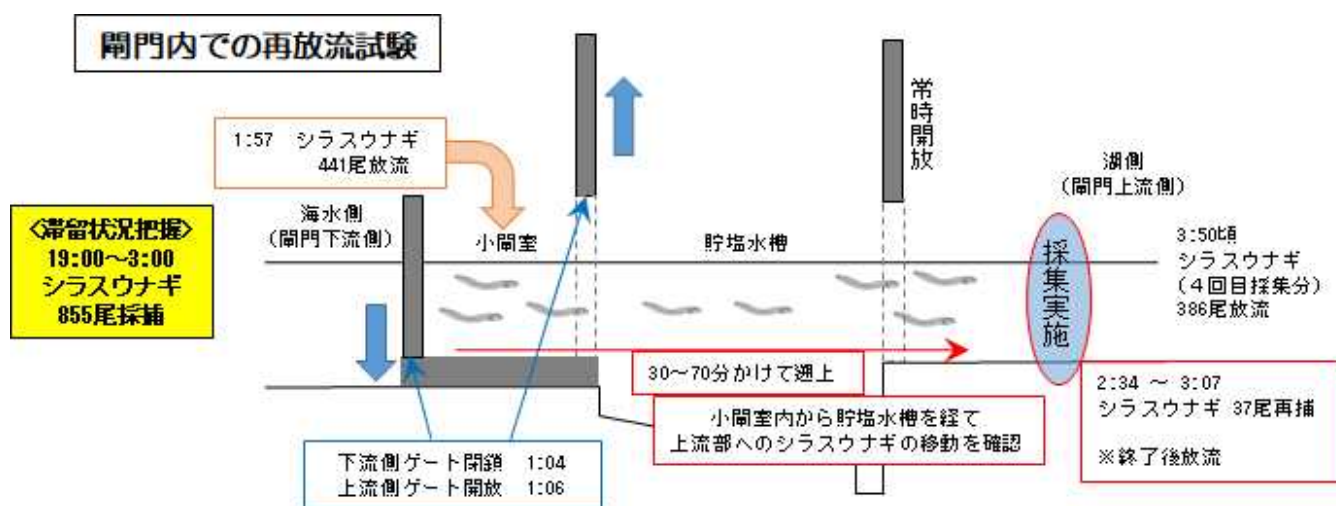 閘門内での再放流試験
1:57 シラスウナギ
441尾放流
常時開放
湖側
(閘門上流側)
<滞留状況把握>
19:00~3:00
シラスウナギ
855尾採捕
海水側
(閘門下流側)
小閘室
貯塩水槽
採集実施
3:50頃
シラスウナギ
(4回目採集分)
386尾放流
30~70分かけて遡上
小閘室内から貯塩水槽を経て
上流部へのシラスウナギの移動を確認
2:34 ~ 3:07
シラスウナギ 37尾再捕
※終了後放流
下流側ゲート閉鎖 1:04
上流側ゲート開放 1:06